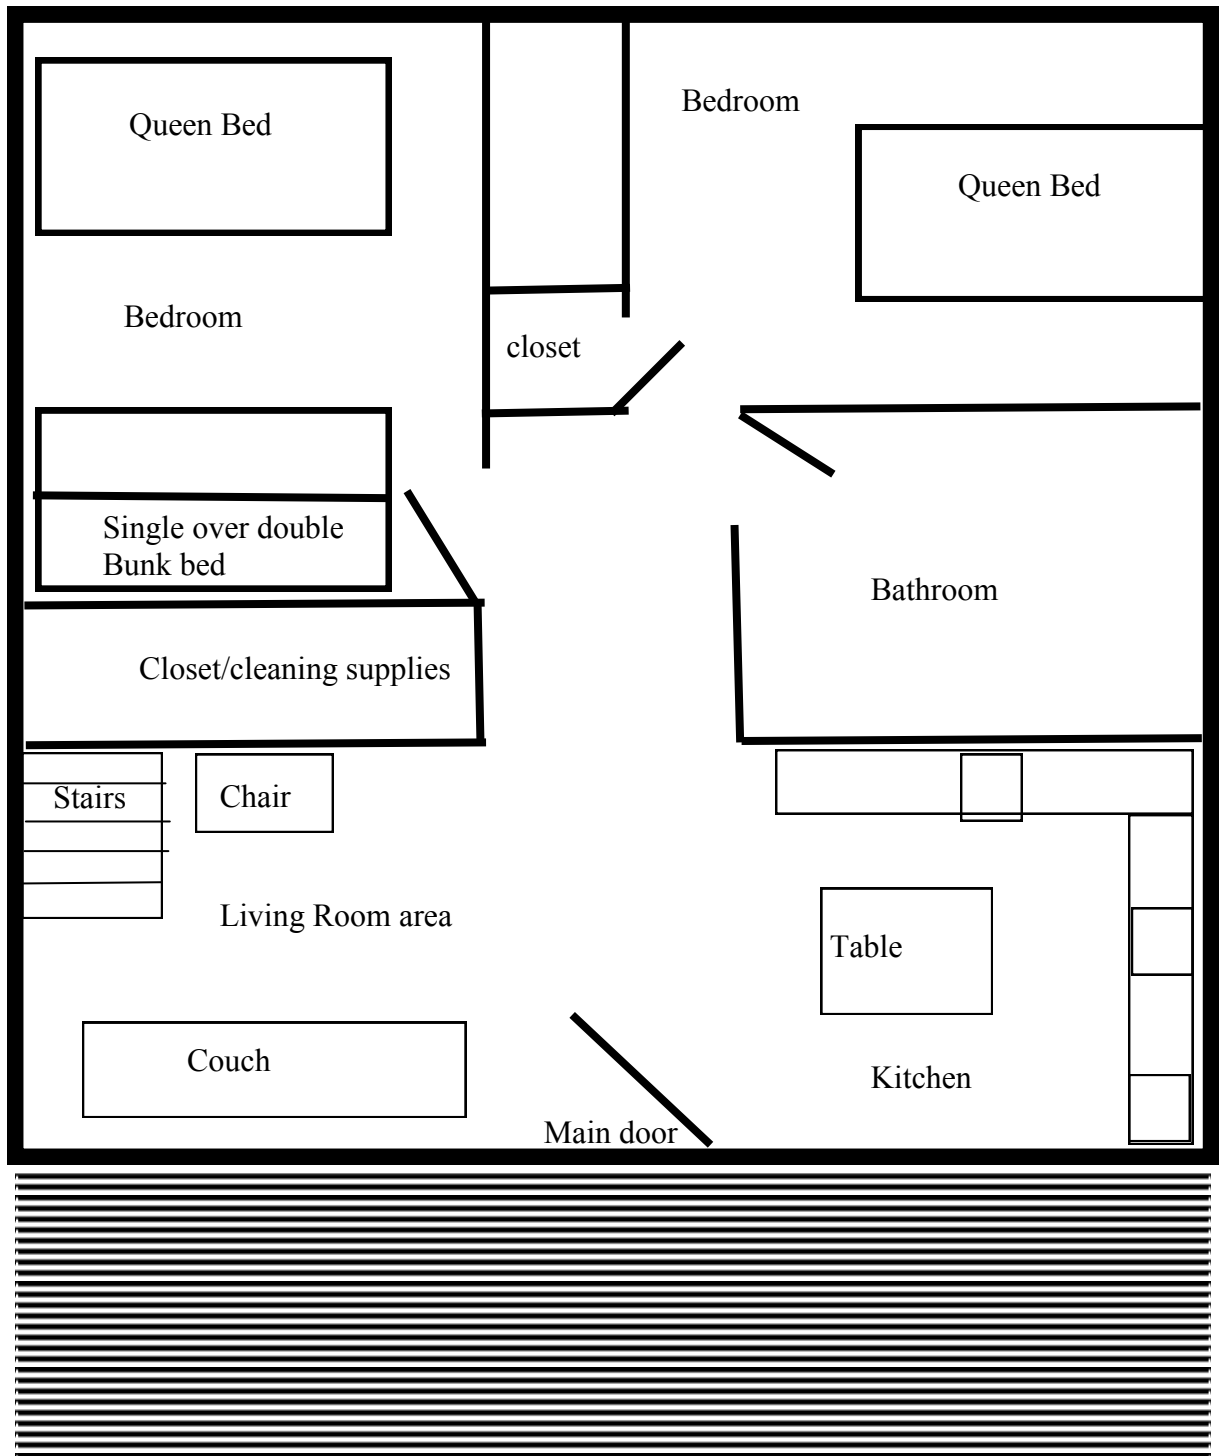 Bedroom
Queen Bed
Queen Bed
Bedroom
closet
Single over double
Bunk bed
Bathroom
Closet/cleaning supplies
Stairs
Chair
Living Room area
Table
Couch
Kitchen
Main door